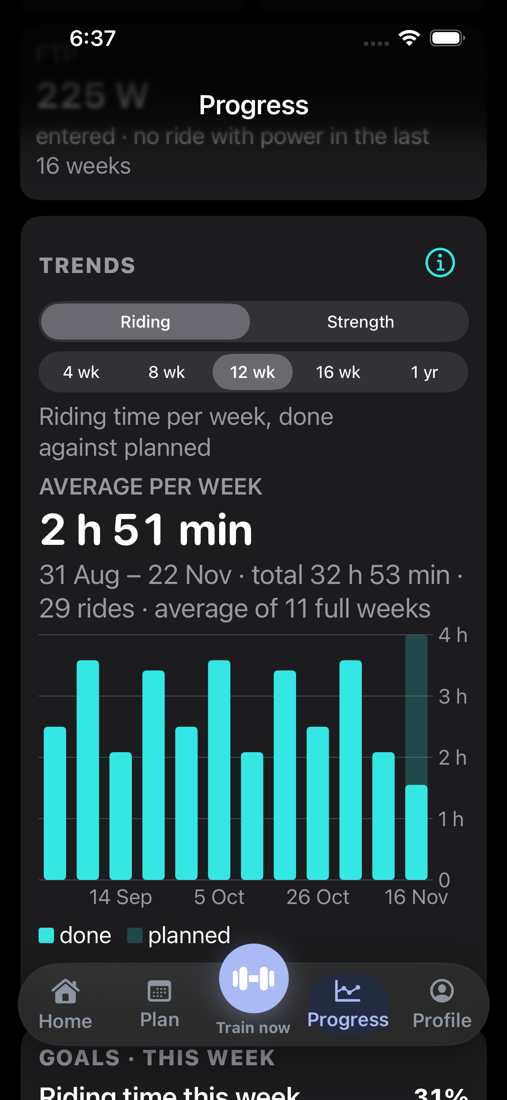 6:37
FTP
225 W
Progress
entered · no ride with power in the last
16 weeks
TRENDS
Riding Strength
4 wk 8 wk 12 wk 16 wk 1 yr
Riding time per week, done
against planned
AVERAGE PER WEEK
2 h 51 min
31 Aug – 22 Nov · total 32 h 53 min ·
29 rides · average of 11 full weeks
4 h
3 h
2 h
1 h
0
14 Sep 5 Oct 26 Oct 16 Nov
done planned
Home Plan Train now Progress Profile
GOALS · THIS WEEK
Riding time this week 31%